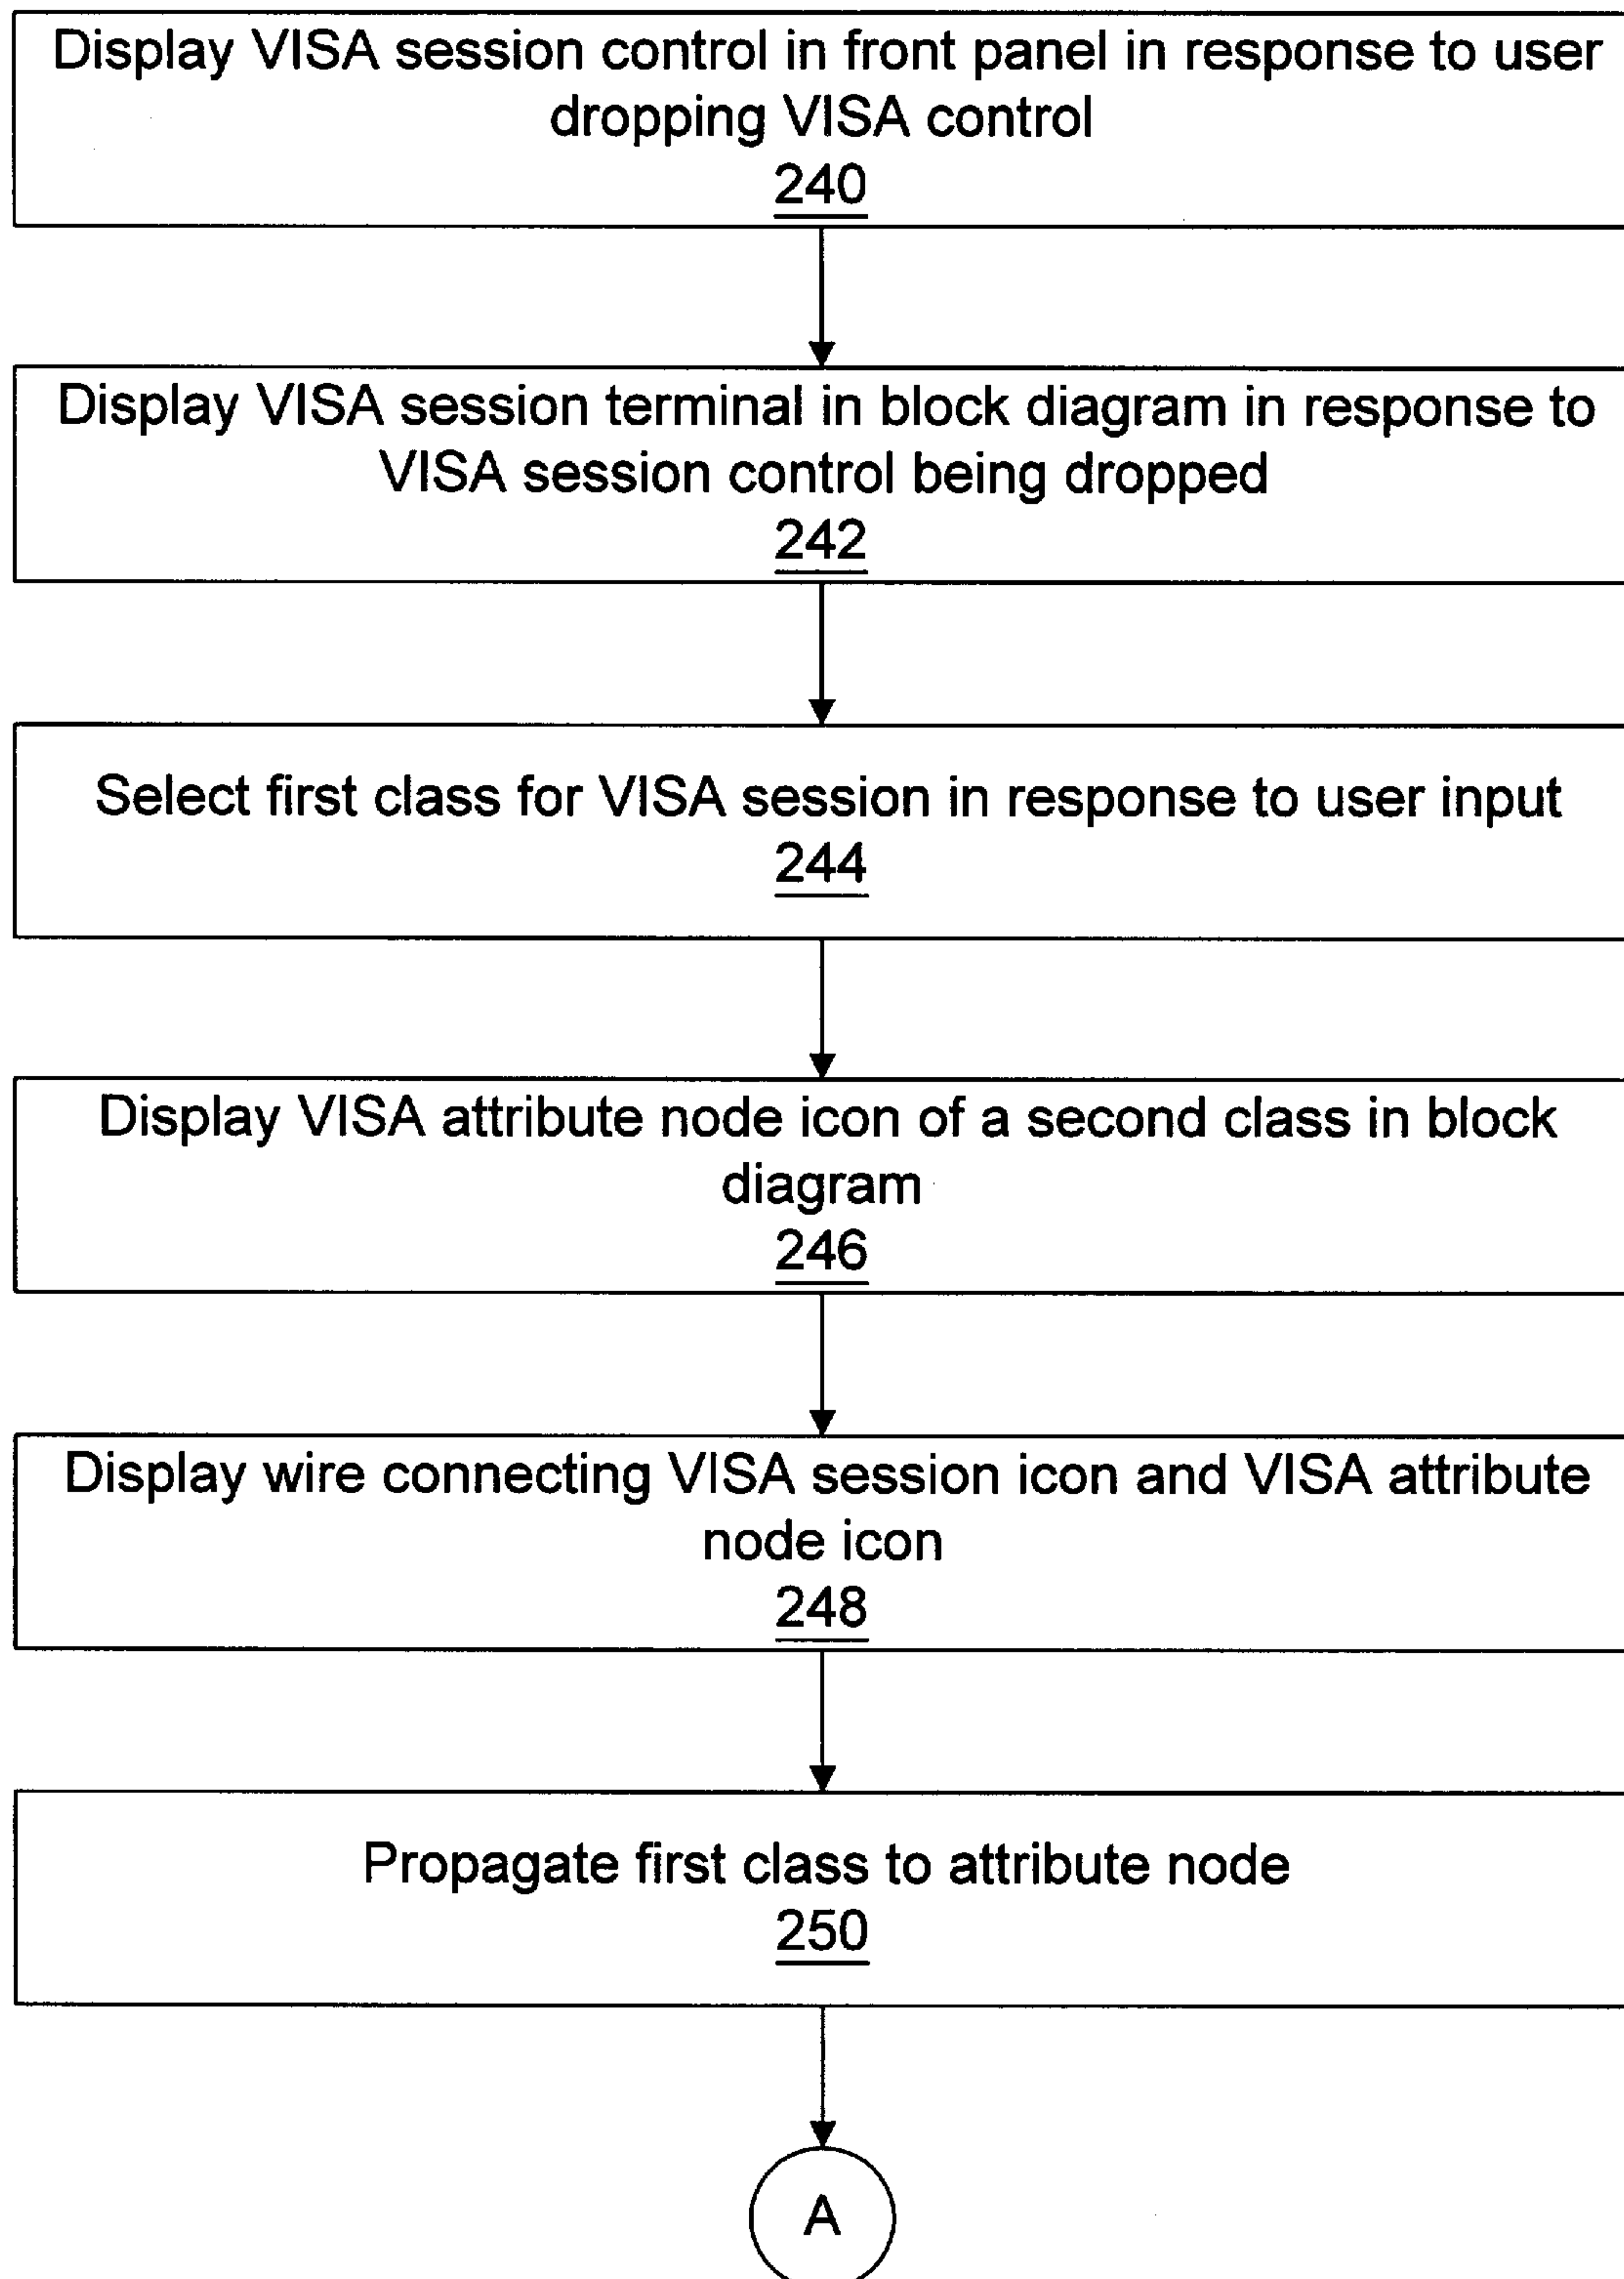 Display VISA session control in front panel in response to user
dropping VISA control
240
Display VISA session terminal in block diagram in response to
VISA session control being dropped
242
Select first class for VISA session in response to user input
244
Display VISA attribute node icon of a second class in block
diagram
246
Display wire connecting VISA session icon and VISA attribute
node icon
248
Propagate first class to attribute node
250
A